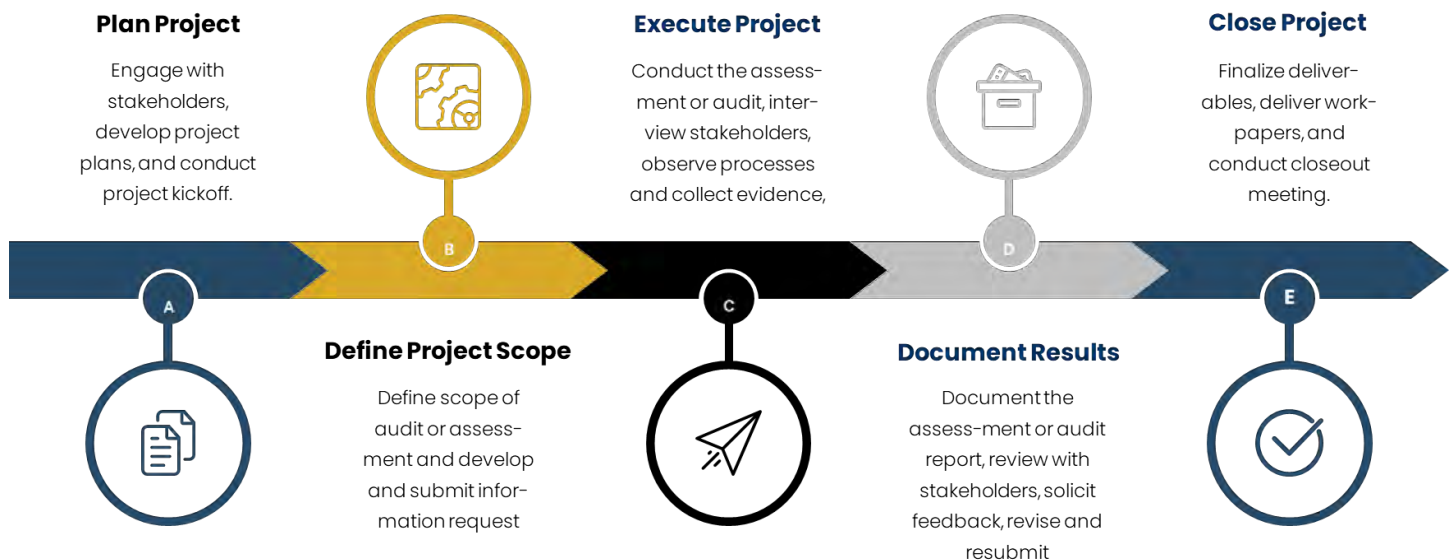 Plan Project
Engage with
stakeholders,
develop project
plans, and conduct
project kickoff.
A
B
Define Project Scope
Define scope of
audit or assess-
ment and develop
and submit infor-
mation request
Execute Project
Conduct the assess-
ment or audit, inter-
view stakeholders,
observe processes
and collect evidence,
C
D
Document Results
Document the
assess-ment or audit
report, review with
stakeholders, solicit
feedback, revise and
resubmit
Close Project
Finalize deliver-
ables, deliver work-
papers, and
conduct closeout
meeting.
E